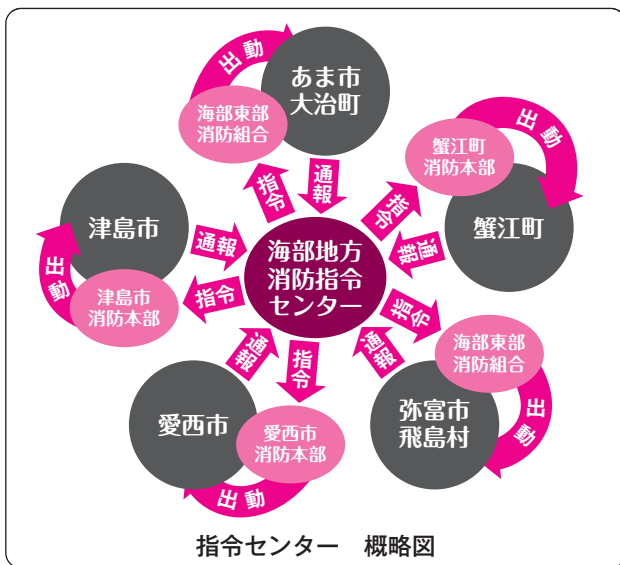 出動
あま市
大治町
海部東部
消防組合
指令
通報
出動
蟹江町
消防本部
蟹江町
指令
通報
津島市
出動
津島市
消防本部
通報
指令
海部地方
消防指令
センター
指令
通報
海部東部
消防組合
弥富市
飛島村
出動
愛西市
愛西市
消防本部
通報
指令
出動
指令センター 概略図